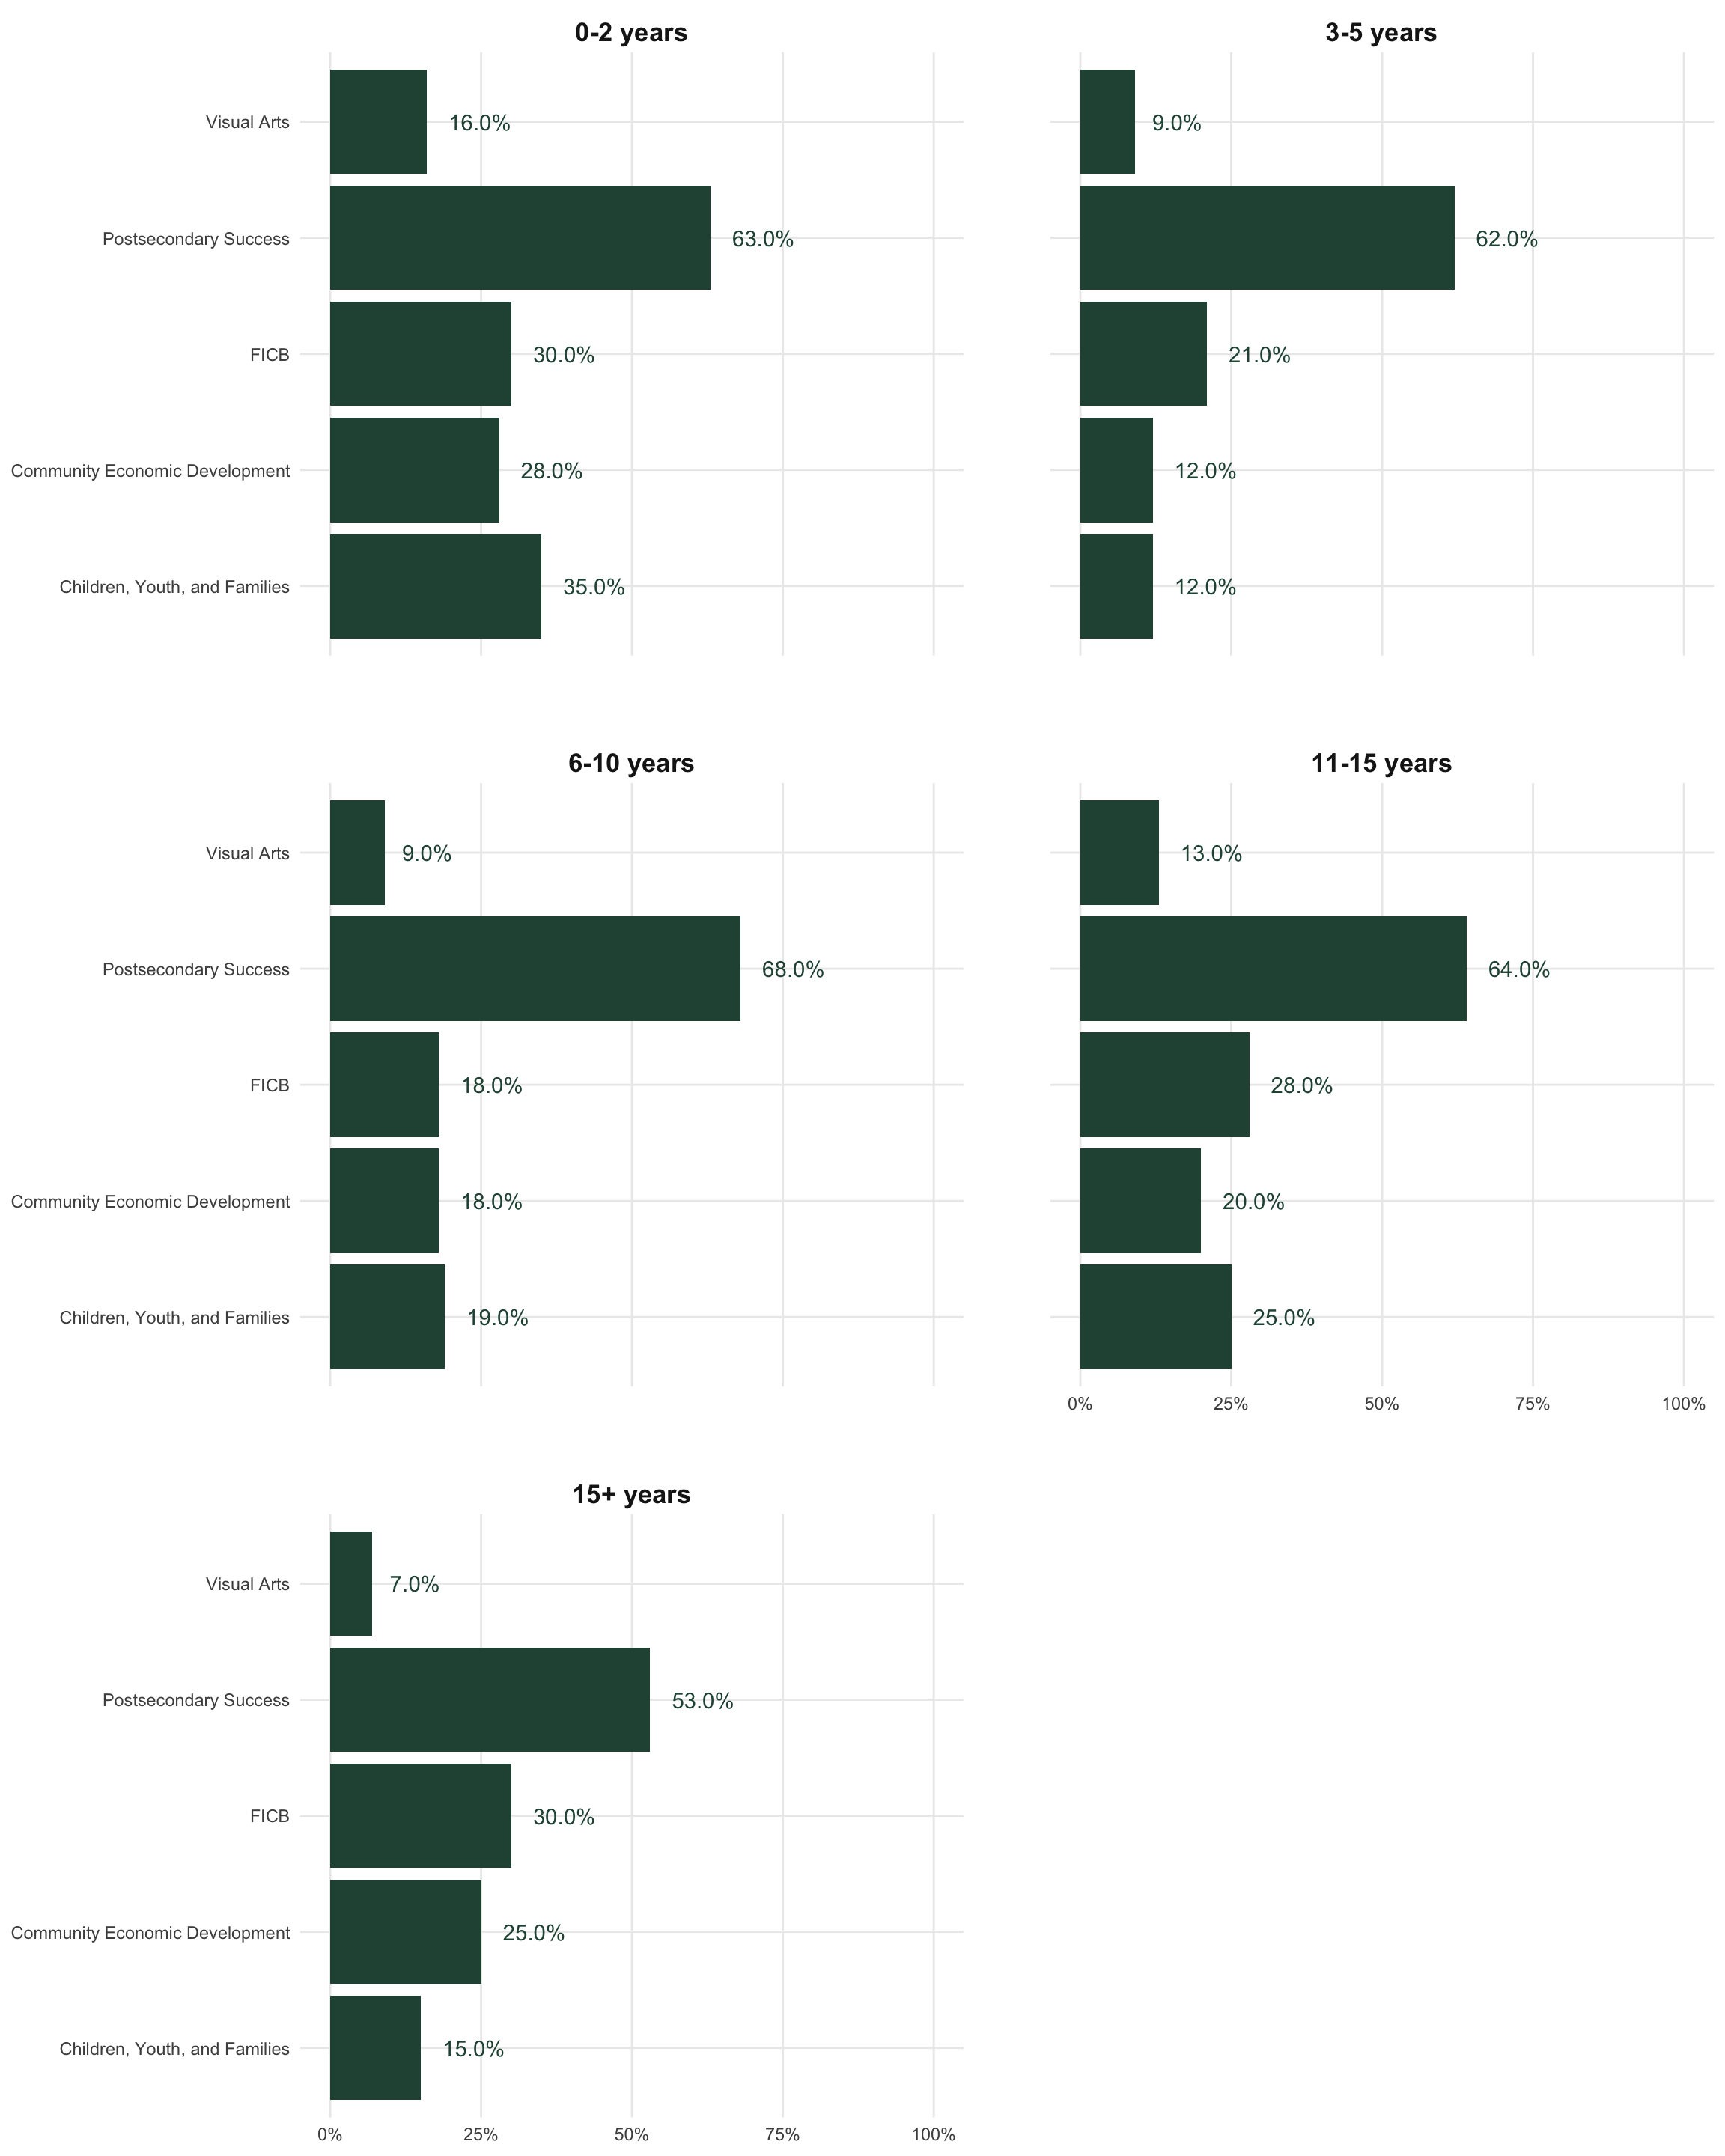 0-2 years
Visual Arts
16.0%
Postsecondary Success
63.0%
FICB
30.0%
Community Economic Development
28.0%
Children, Youth, and Families
35.0%
3-5 years
9.0%
62.0%
21.0%
12.0%
12.0%
6-10 years
Visual Arts
9.0%
Postsecondary Success
68.0%
FICB
18.0%
Community Economic Development
18.0%
Children, Youth, and Families
19.0%
11-15 years
13.0%
64.0%
28.0%
20.0%
25.0%
0% 25% 50% 75% 100%
15+ years
Visual Arts
7.0%
Postsecondary Success
53.0%
FICB
30.0%
Community Economic Development
25.0%
Children, Youth, and Families
15.0%
0% 25% 50% 75% 100%